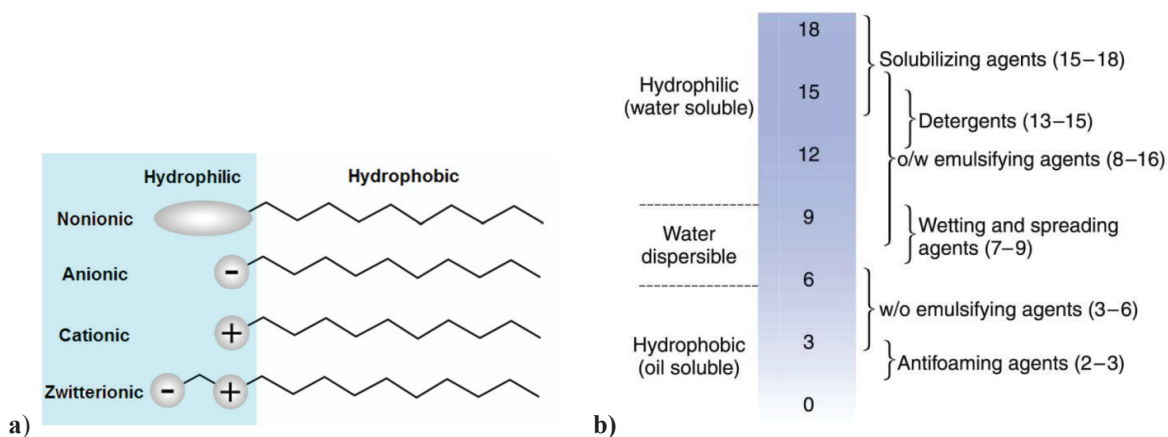 Hydrophilic
Hydrophobic
Nonionic
Anionic
-
Cationic
+
Zwitterionic
-
+
a)
18
15
12
9
6
3
0
Hydrophilic
(water soluble)
Water
dispersible
Hydrophobic
(oil soluble)
Solubilizing agents (15–18)
Detergents (13–15)
o/w emulsifying agents (8–16)
Wetting and spreading
agents (7–9)
w/o emulsifying agents (3–6)
Antifoaming agents (2–3)
b)